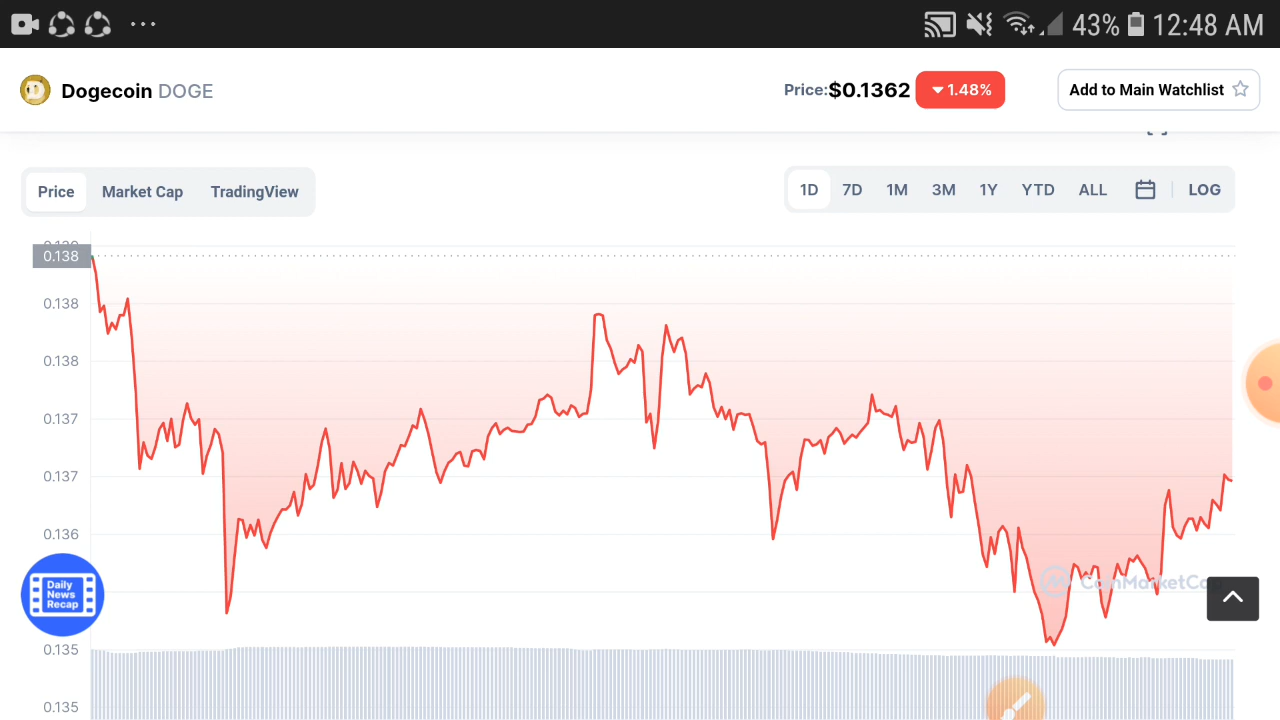 43% 12:48 AM
Dogecoin DOGE
Price:$0.1362 1.48%
Add to Main Watchlist
Price Market Cap TradingView
1D 7D 1M 3M 1Y YTD ALL LOG
0.138
0.138
0.138
0.137
0.137
0.136
Daily
News
Recap
0.135
0.135